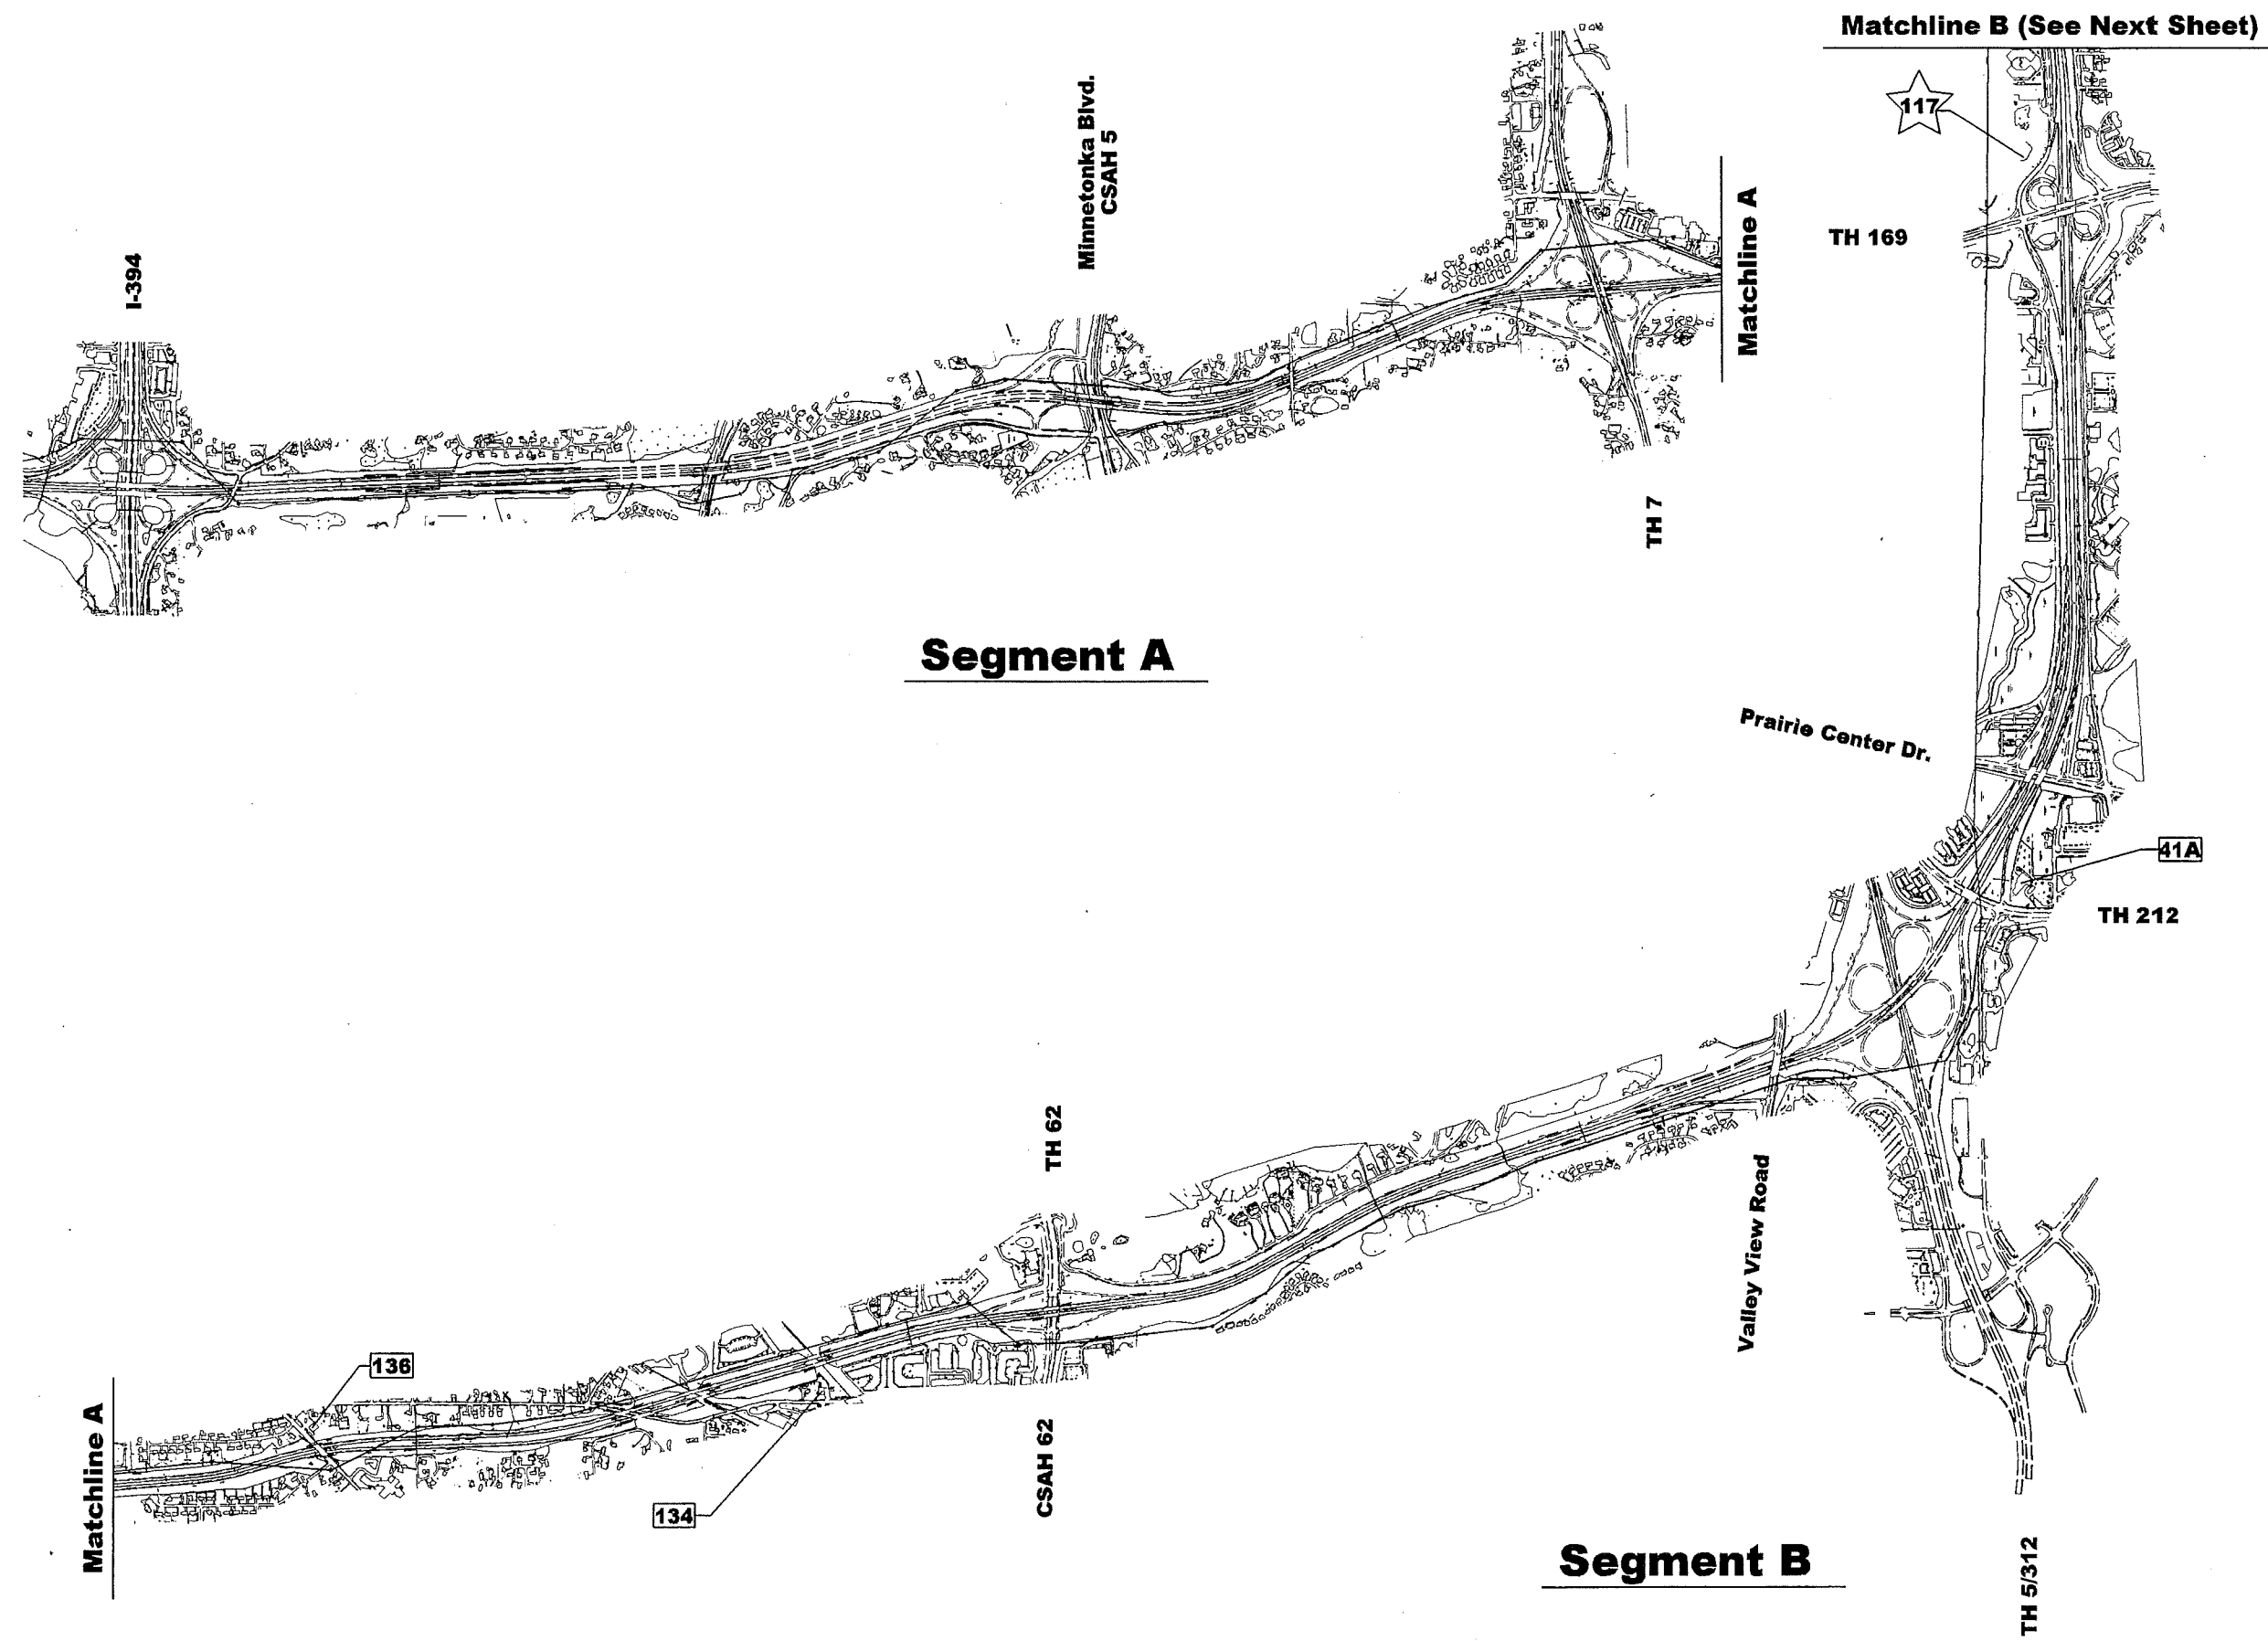 Matchline B (See Next Sheet)
117
Minnetonka Blvd.
CSAH 5
Matchline A
TH 169
I-394
TH 7
Segment A
Prairie Center Dr.
41A
TH 212
TH 62
Valley View Road
136
Matchline A
134
CSAH 62
Segment B
TH 5/312